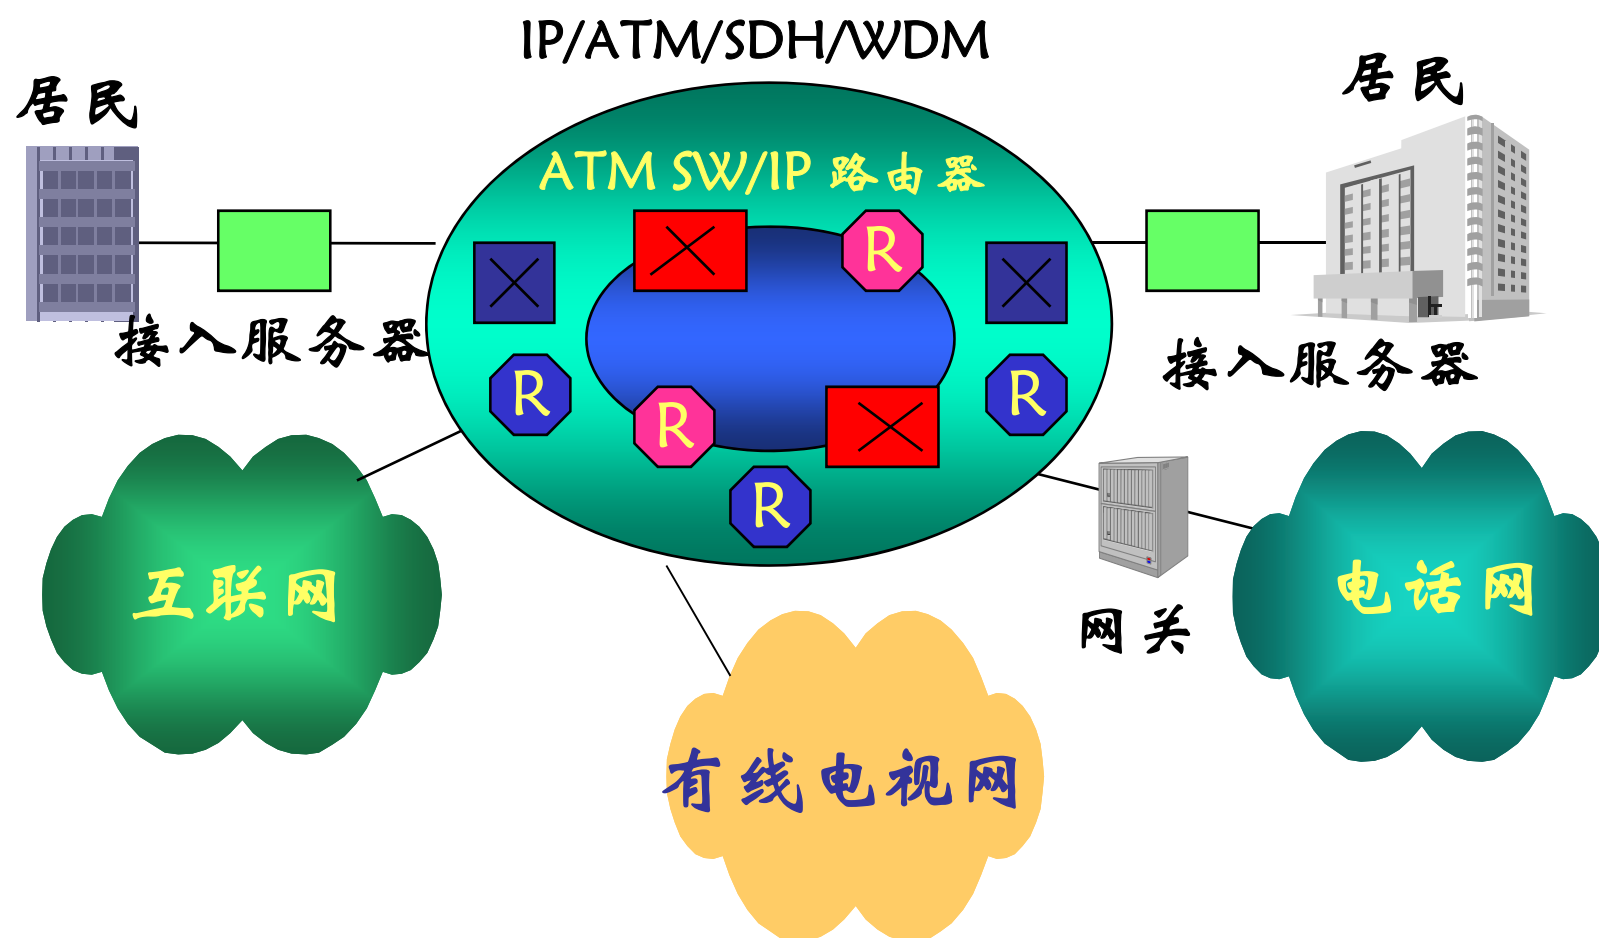 IP/ATM/SDH/WDM
居民
居民
ATM SW/IP 路由器
R
接入服务器
接入服务器
R
R
R
R
互联网
电话网
网关
有线电视网